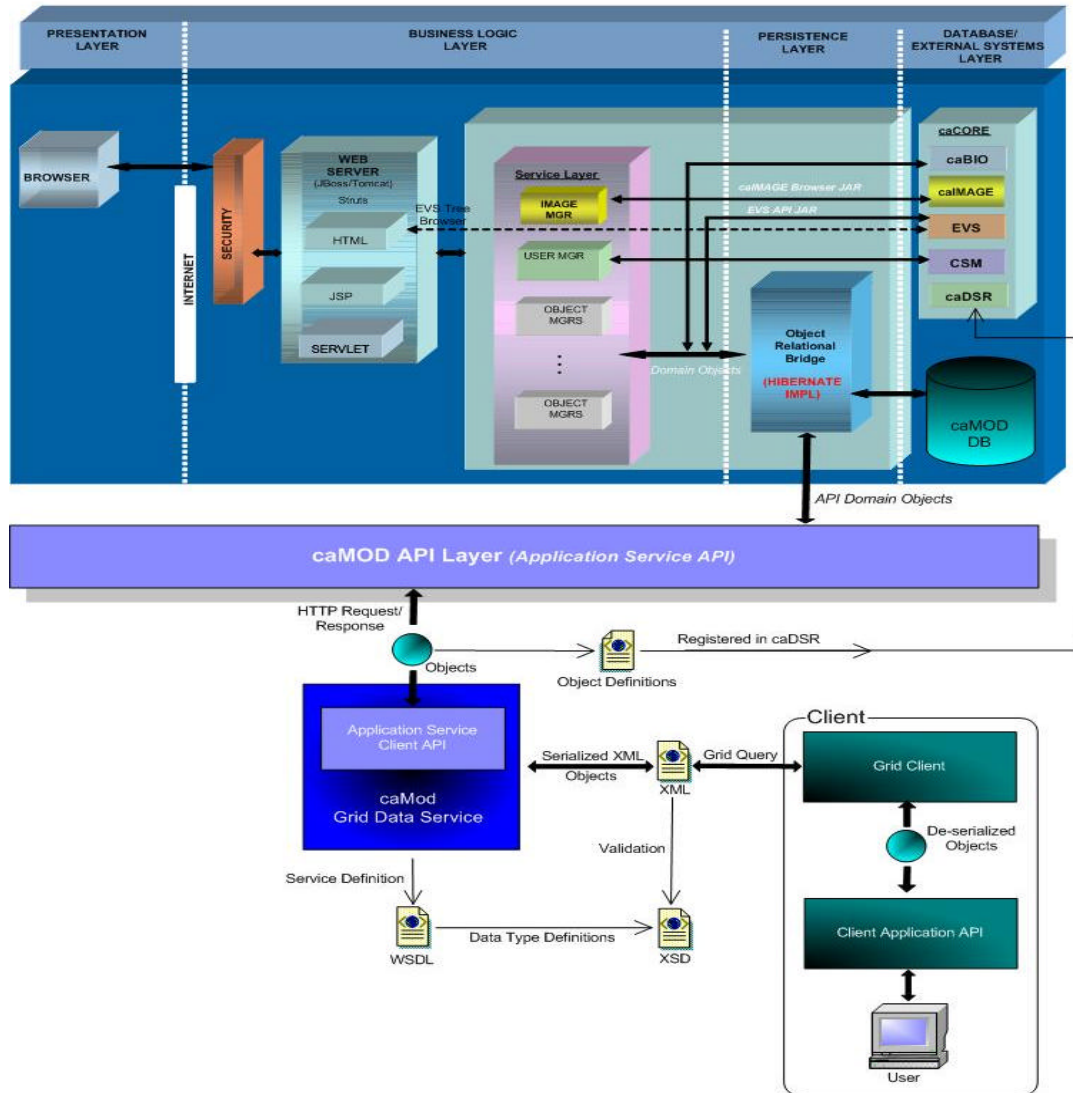 PRESENTATION
LAYER
BUSINESS LOGIC
LAYER
PERSISTENCE
LAYER
DATABASE/
EXTERNAL SYSTEMS
LAYER
BROWSER
INTERNET
SECURITY
WEB
SERVER
(JBoss/Tomcat)
Struts
HTML
JSP
SERVLET
EVS Tree
Browser
Service Layer
IMAGE
MGR
USER MGR
OBJECT
MGRS
⋮
OBJECT
MGRS
caIMAGE Browser JAR
EVS API JAR
Domain Objects
Object
Relational
Bridge
(HIBERNATE
IMPL)
caCORE
caBIO
caIMAGE
EVS
CSM
caDSR
caMOD
DB
API Domain Objects
caMOD API Layer (Application Service API)
HTTP Request/
Response
Objects
Object Definitions
Registered in caDSR
Application Service
Client API
caMod
Grid Data Service
Serialized XML
Objects
XML
Grid Query
Validation
Service Definition
WSDL
Data Type Definitions
XSD
Client
Grid Client
De-serialized
Objects
Client Application API
User